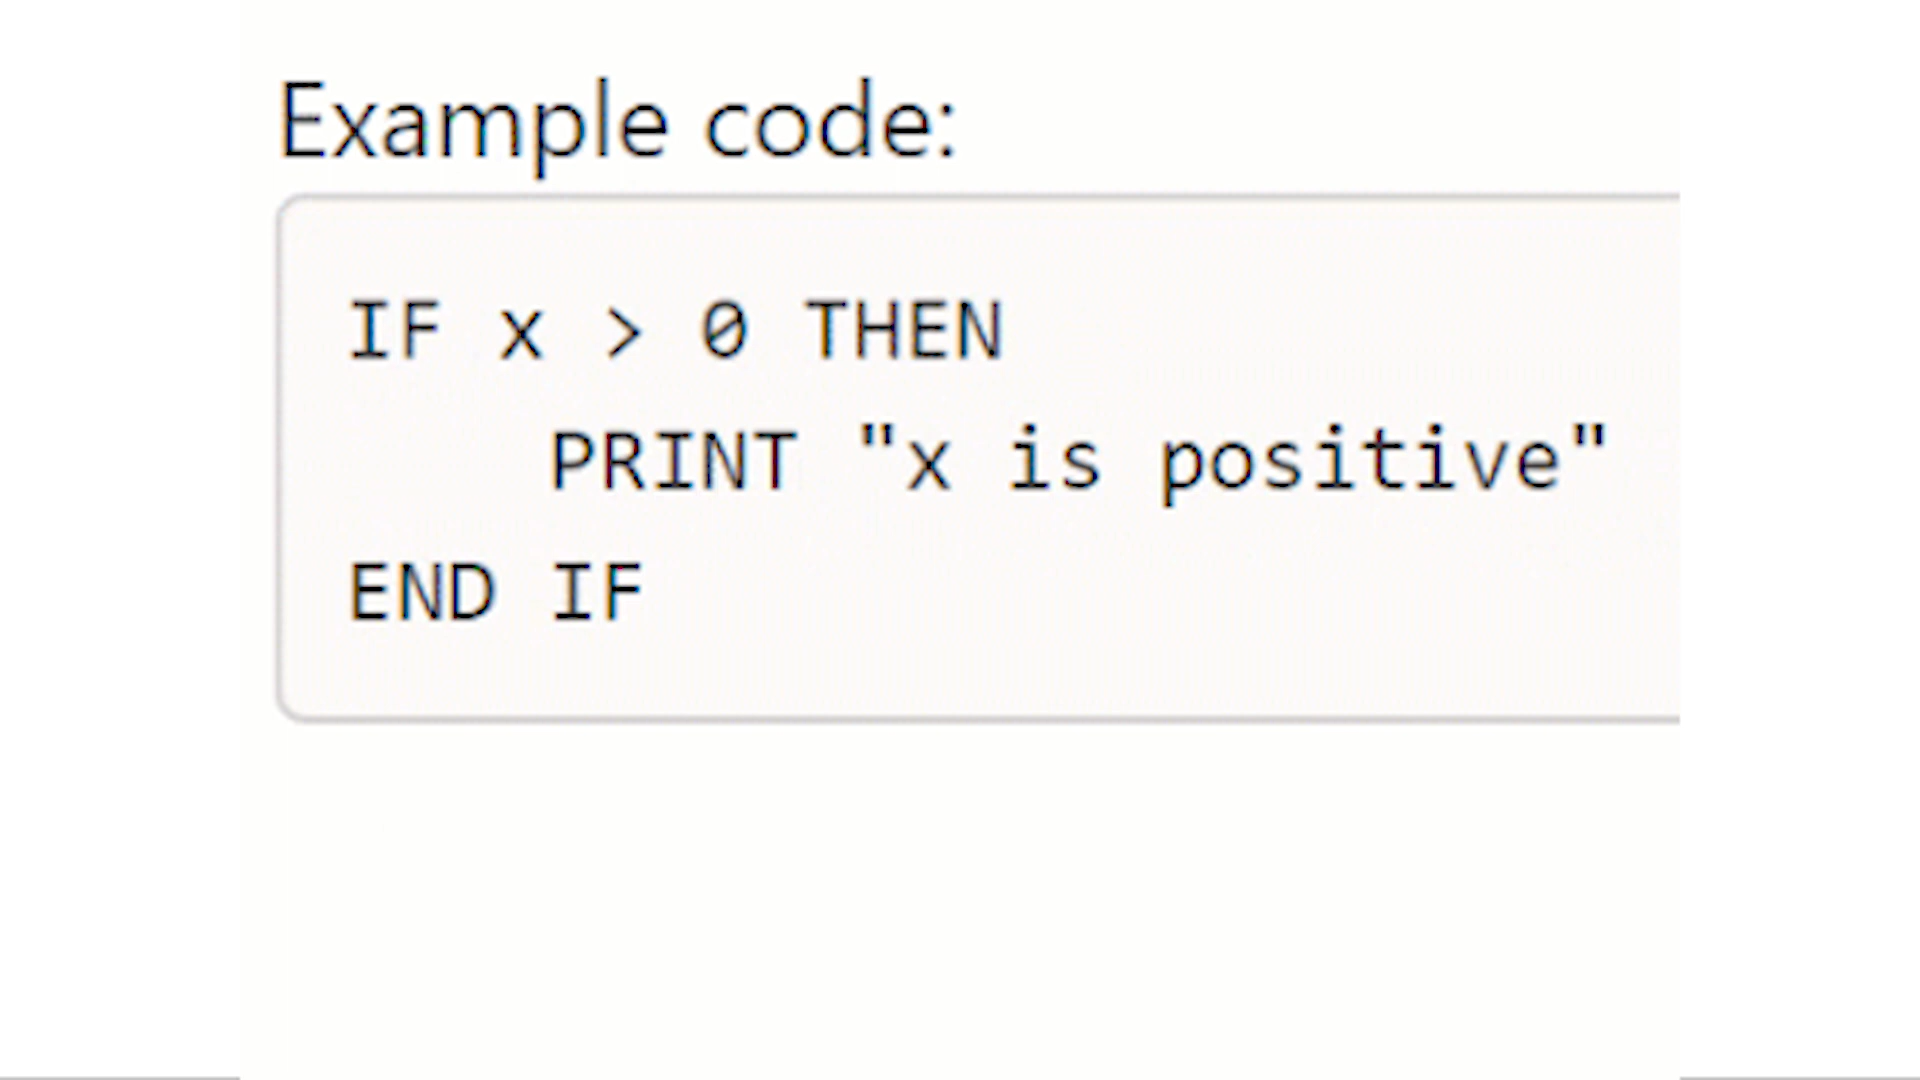 Example code:
IF x > 0 THEN
    PRINT "x is positive"
END IF